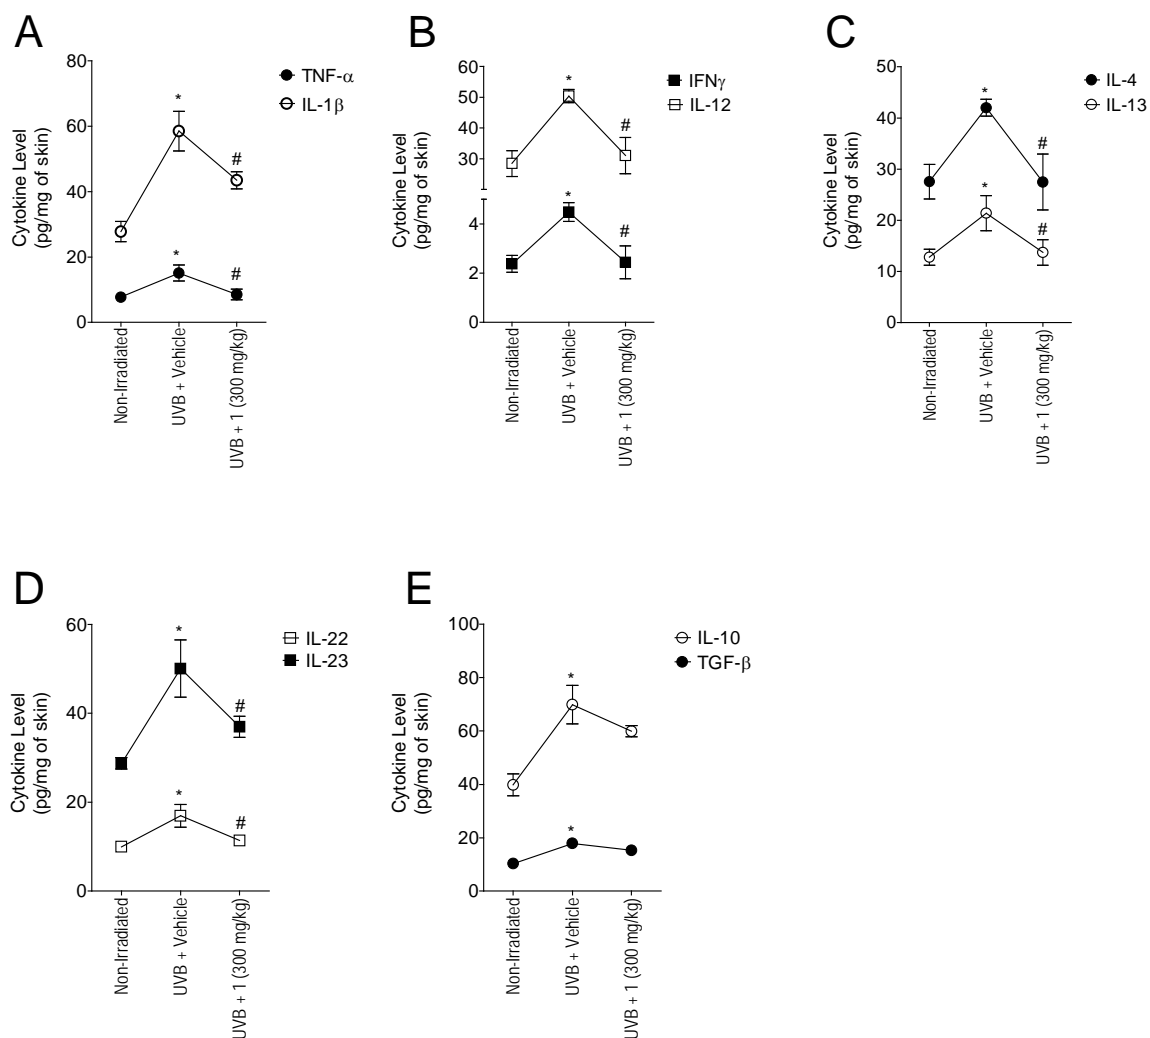 A
80
60
40
20
0
Cytokine Level
(pg/mg of skin)
*
#
*
#
TNF-α
IL-1β
Non-Irradiated
UVB + Vehicle
UVB + 1 (300 mg/kg)
B
60
50
40
30
4
2
0
Cytokine Level
(pg/mg of skin)
*
#
*
#
IFNγ
IL-12
Non-Irradiated
UVB + Vehicle
UVB + 1 (300 mg/kg)
C
50
40
30
20
10
0
Cytokine Level
(pg/mg of skin)
*
#
*
#
IL-4
IL-13
Non-Irradiated
UVB + Vehicle
UVB + 1 (300 mg/kg)
D
60
40
20
0
Cytokine Level
(pg/mg of skin)
*
#
*
#
IL-22
IL-23
Non-Irradiated
UVB + Vehicle
UVB + 1 (300 mg/kg)
E
100
80
60
40
20
0
Cytokine Level
(pg/mg of skin)
*
*
IL-10
TGF-β
Non-Irradiated
UVB + Vehicle
UVB + 1 (300 mg/kg)